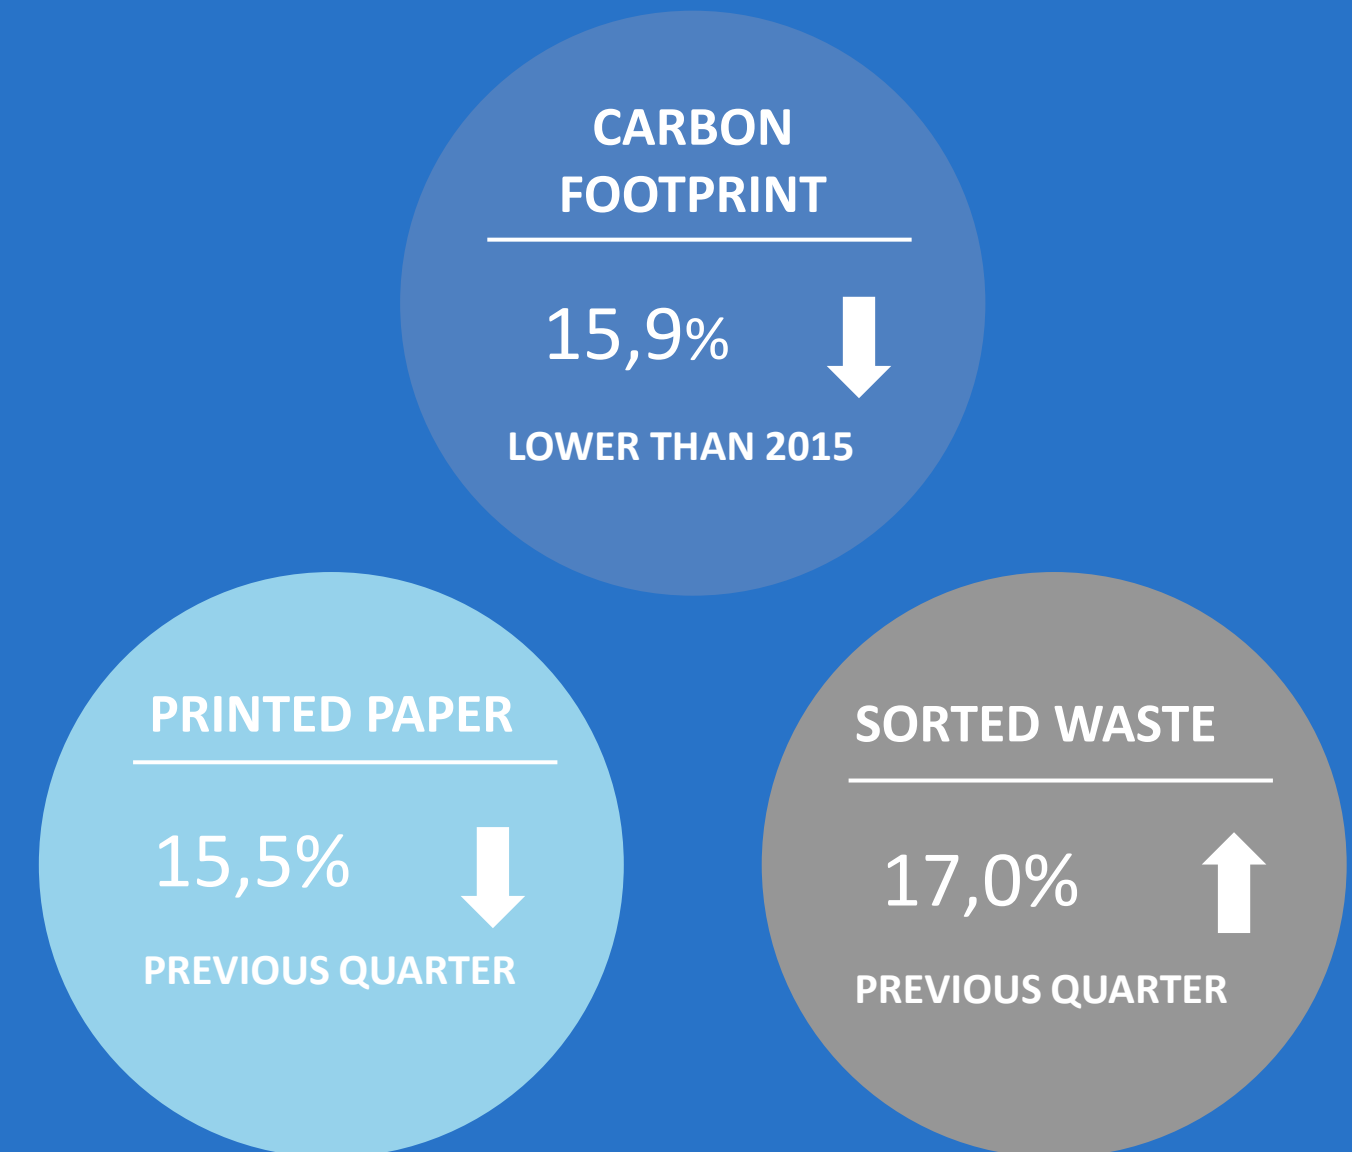 CARBON
FOOTPRINT
15,9%
LOWER THAN 2015
PRINTED PAPER
15,5%
PREVIOUS QUARTER
SORTED WASTE
17,0%
PREVIOUS QUARTER